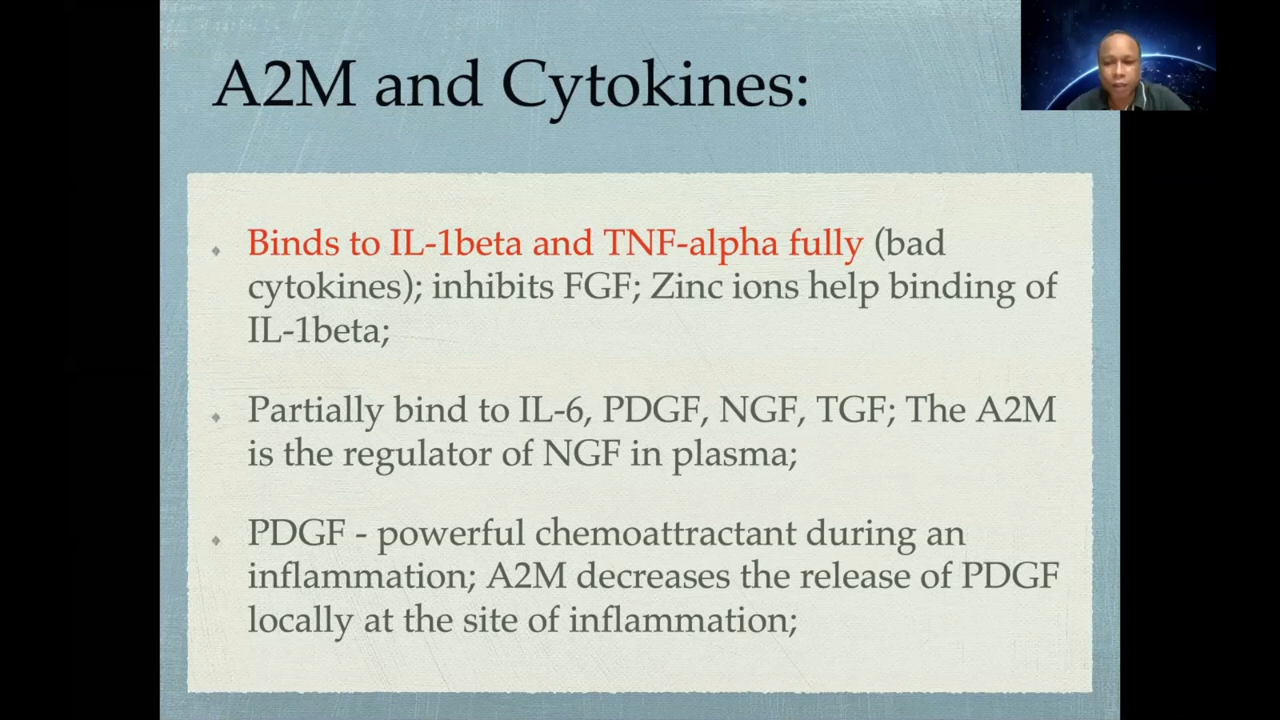 A2M and Cytokines:
Binds to IL-1beta and TNF-alpha fully (bad
cytokines); inhibits FGF; Zinc ions help binding of
IL-1beta;
Partially bind to IL-6, PDGF, NGF, TGF; The A2M
is the regulator of NGF in plasma;
PDGF - powerful chemoattractant during an
inflammation; A2M decreases the release of PDGF
locally at the site of inflammation;